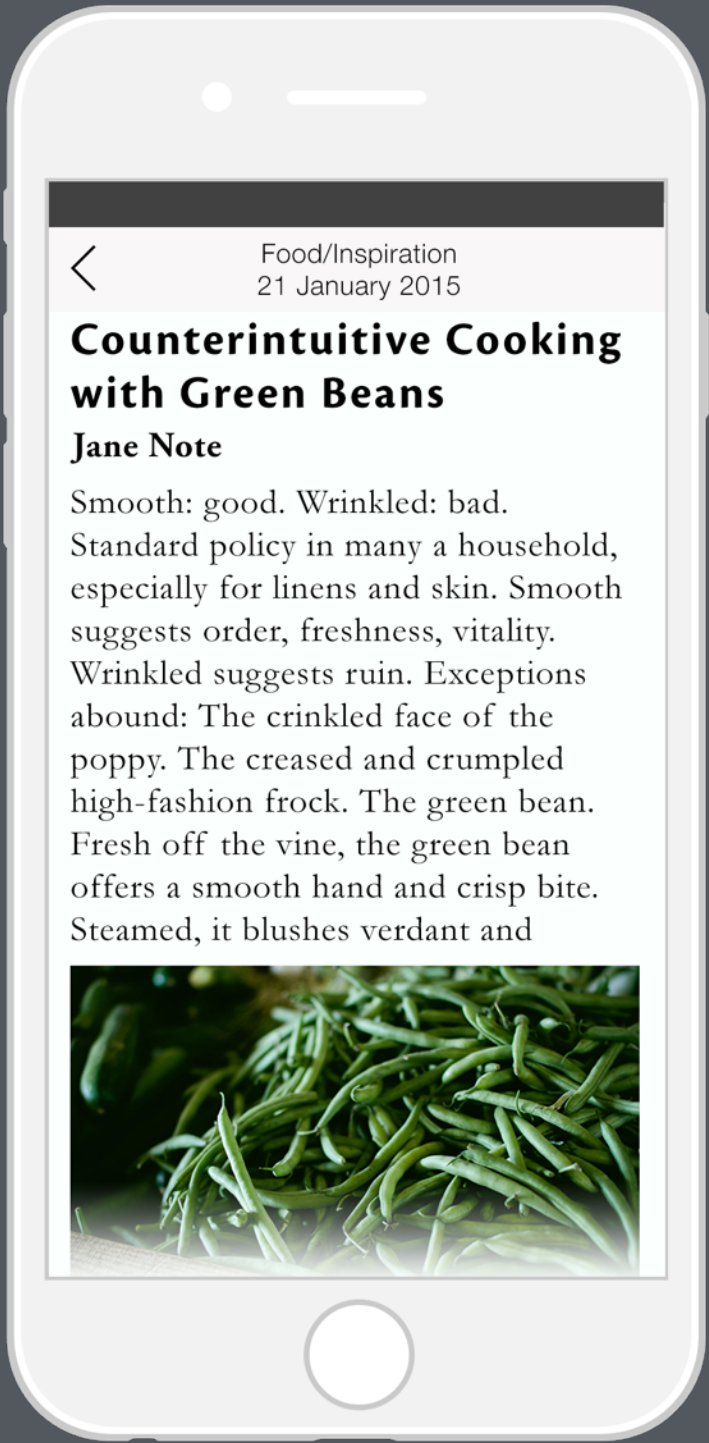 Food/Inspiration
21 January 2015
Counterintuitive Cooking
with Green Beans
Jane Note
Smooth: good. Wrinkled: bad.
Standard policy in many a household,
especially for linens and skin. Smooth
suggests order, freshness, vitality.
Wrinkled suggests ruin. Exceptions
abound: The crinkled face of the
poppy. The creased and crumpled
high-fashion frock. The green bean.
Fresh off the vine, the green bean
offers a smooth hand and crisp bite.
Steamed, it blushes verdant and